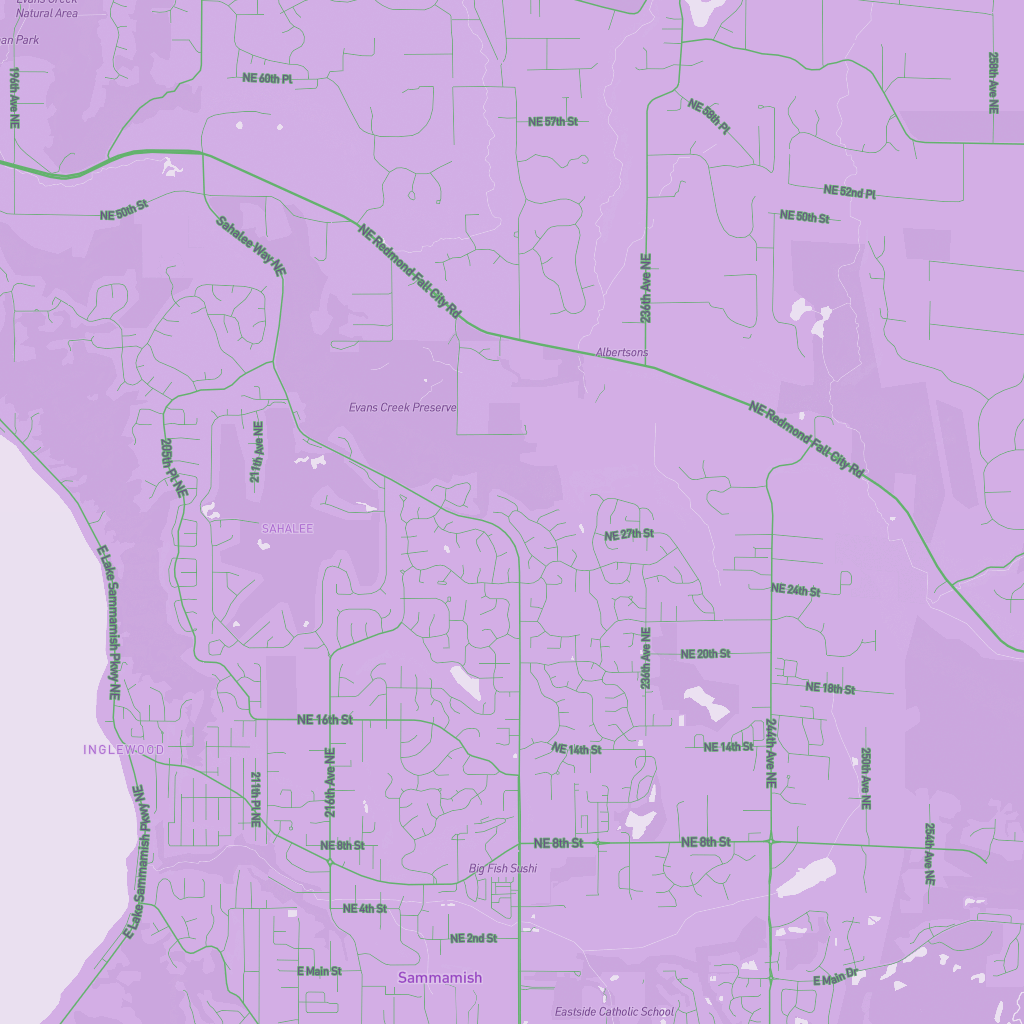 Evans Creek
Natural Area
196th Ave NE
NE 60th Pl
NE 57th St
NE 58th Pl
258th Ave NE
NE 52nd Pl
NE 50th St
NE 50th St
Sahalee Way NE
NE Redmond Fall City Rd
236th Ave NE
Albertsons
Evans Creek Preserve
NE Redmond Fall City Rd
205th Pl NE
211th Ave NE
SAHALEE
NE 27th St
E Lake Sammamish Pkwy NE
NE 24th St
236th Ave NE
NE 20th St
NE 18th St
NE 16th St
INGLEWOOD
NE 14th St
NE 14th St
244th Ave NE
250th Ave NE
216th Ave NE
211th Pl NE
E Lake Sammamish Pkwy NE
NE 8th St
NE 8th St
NE 8th St
254th Ave NE
Big Fish Sushi
NE 4th St
NE 2nd St
E Main St
Sammamish
E Main Dr
Eastside Catholic School